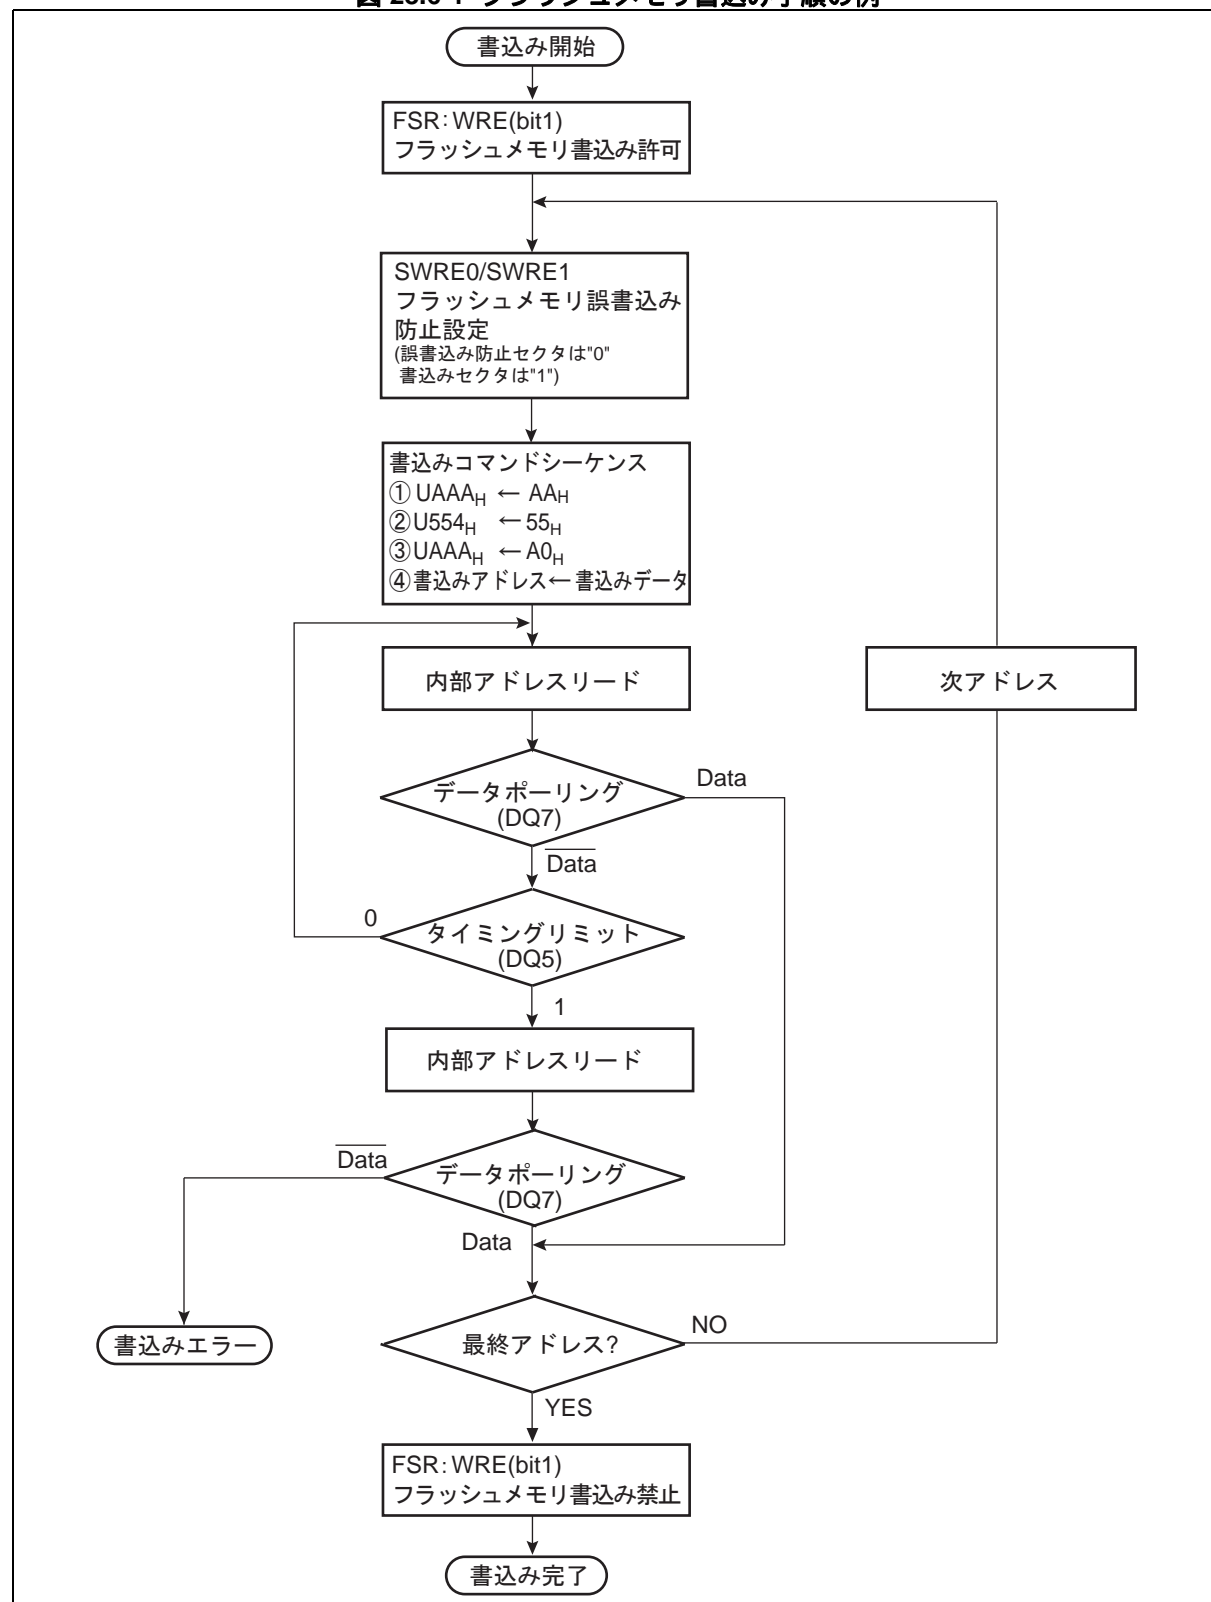 書込み開始
FSR:WRE(bit1)
フラッシュメモリ書込み許可
SWRE0/SWRE1
フラッシュメモリ誤書込み
防止設定
(誤書込み防止セクタは"0"
書込みセクタは"1")
書込みコマンドシーケンス
①UAAAH ← AAH
②U554H ← 55H
③UAAAH ← A0H
④書込みアドレス←書込みデータ
内部アドレスリード
次アドレス
データポーリング
(DQ7)
Data
Data
タイミングリミット
(DQ5)
0
1
内部アドレスリード
データポーリング
(DQ7)
Data
Data
書込みエラー
最終アドレス?
NO
YES
FSR:WRE(bit1)
フラッシュメモリ書込み禁止
書込み完了